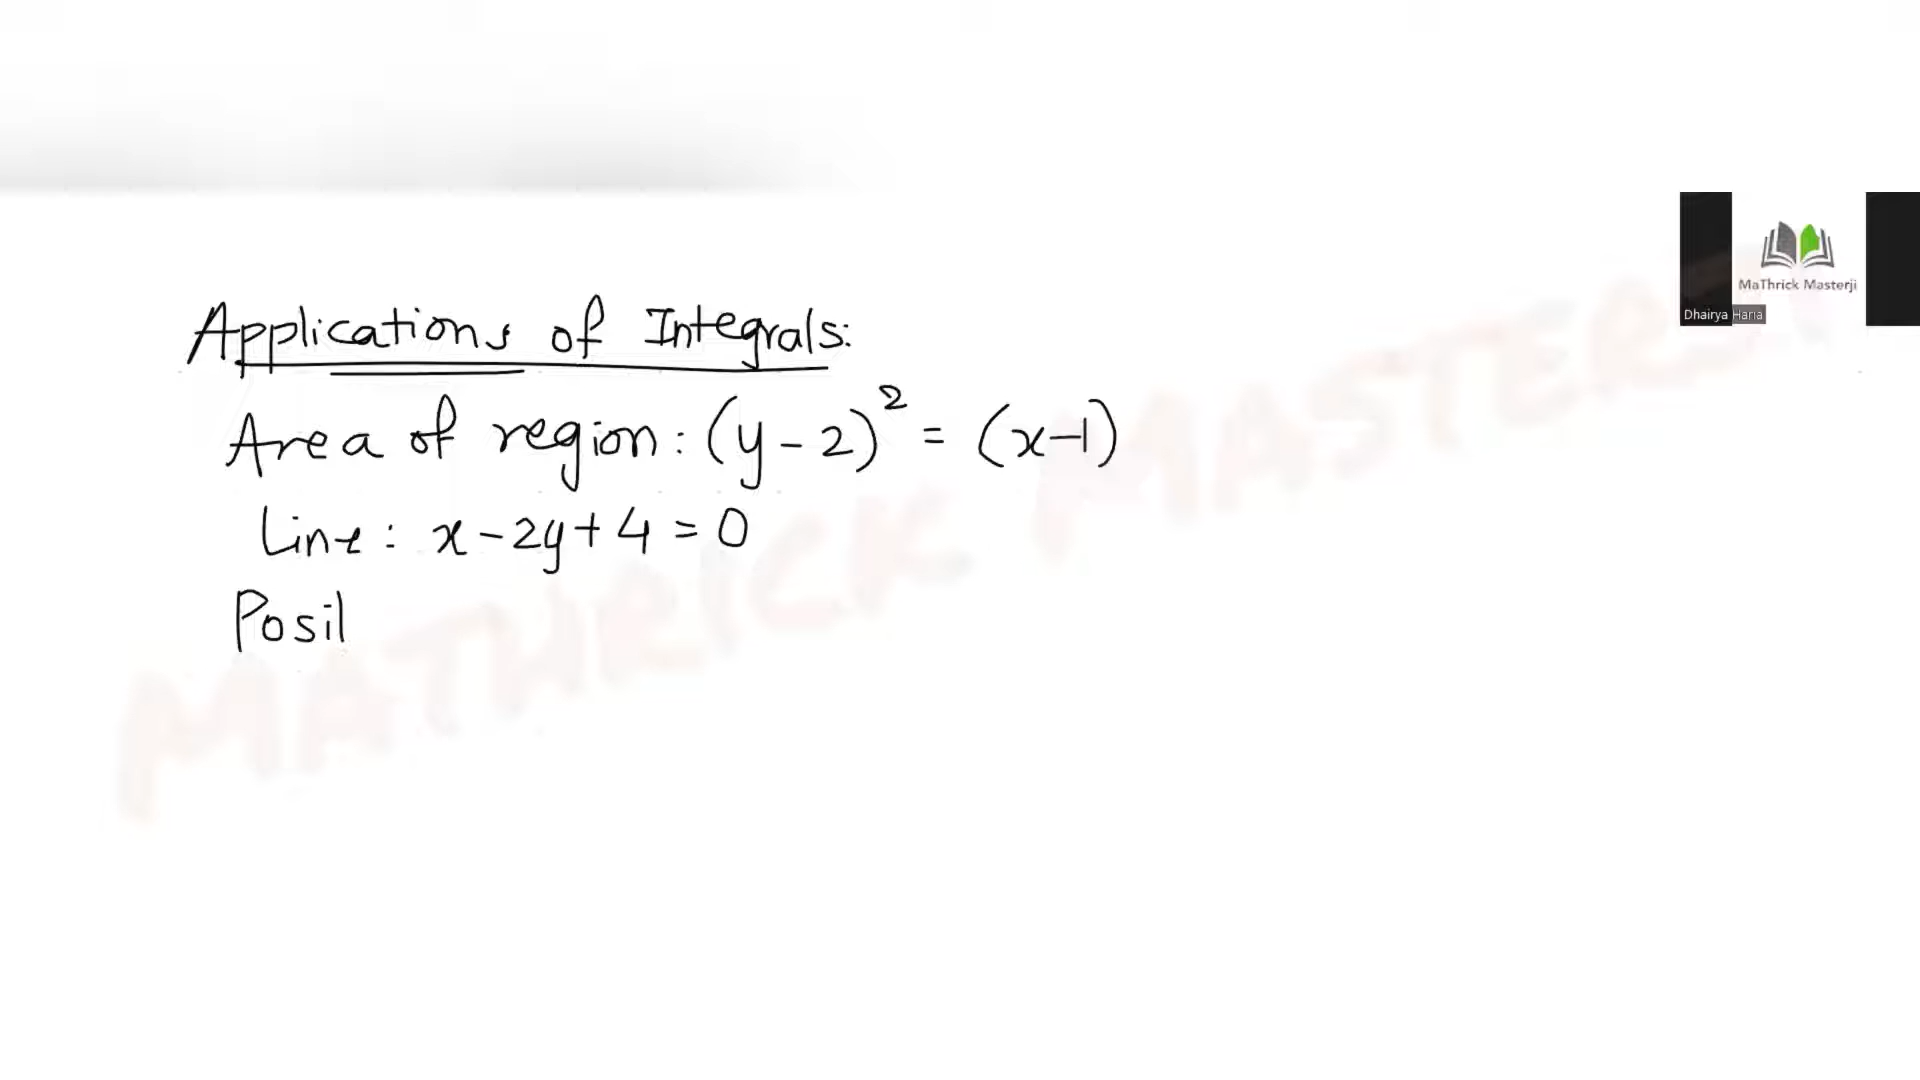 Applications of Integrals:
Area of region: (y-2)² = (x-1)
Line: x-2y+4=0
Posil
MATHRICK MASTERJI
MaThrick Masterji
Dhairya Haria